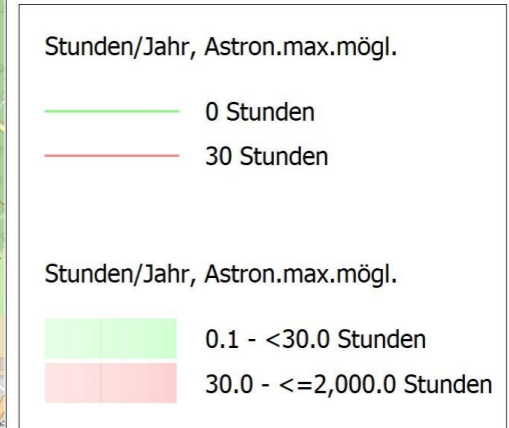 Stunden/Jahr, Astron.max.mögl.
0 Stunden
30 Stunden
Stunden/Jahr, Astron.max.mögl.
0.1 - <30.0 Stunden
30.0 - <=2,000.0 Stunden